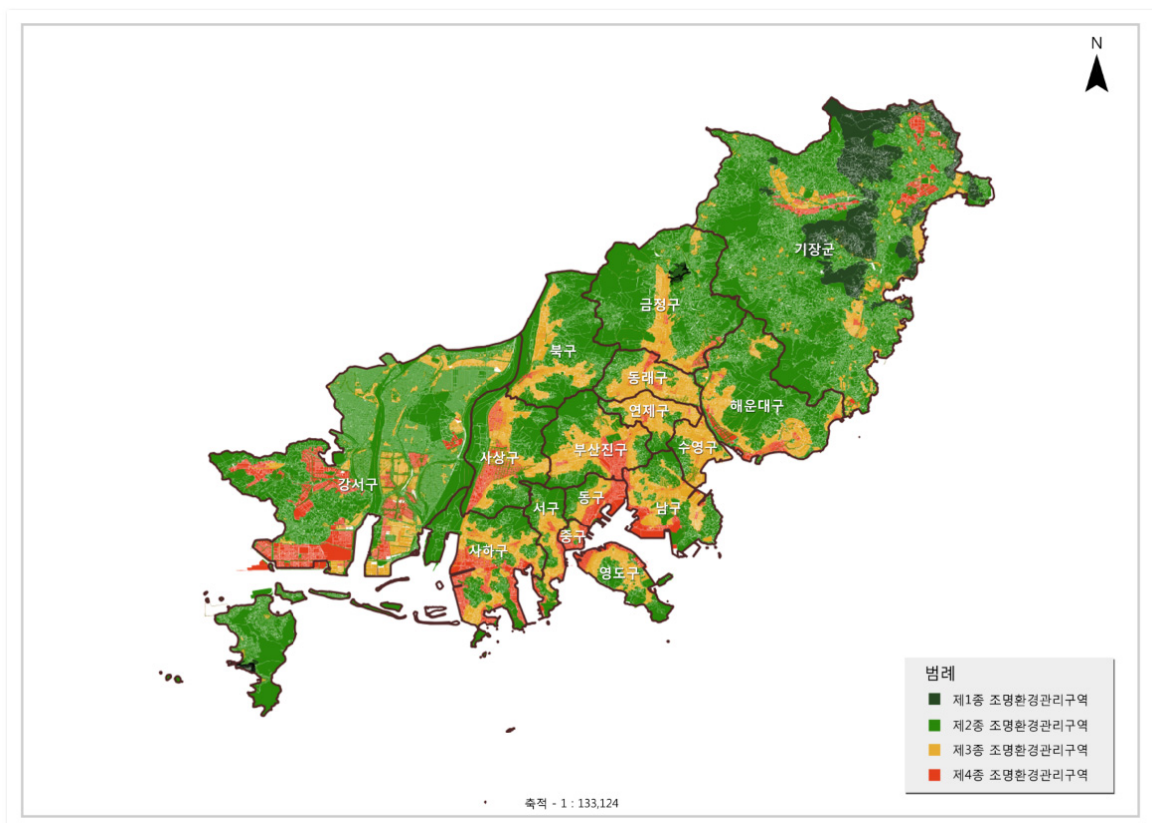 N
기장군
금정구
북구
동래구
연제구
해운대구
수영구
부산진구
사상구
강서구
동구
서구
남구
중구
사하구
영도구
범례
제1종 조명환경관리구역
제2종 조명환경관리구역
제3종 조명환경관리구역
제4종 조명환경관리구역
축적 - 1 : 133,124